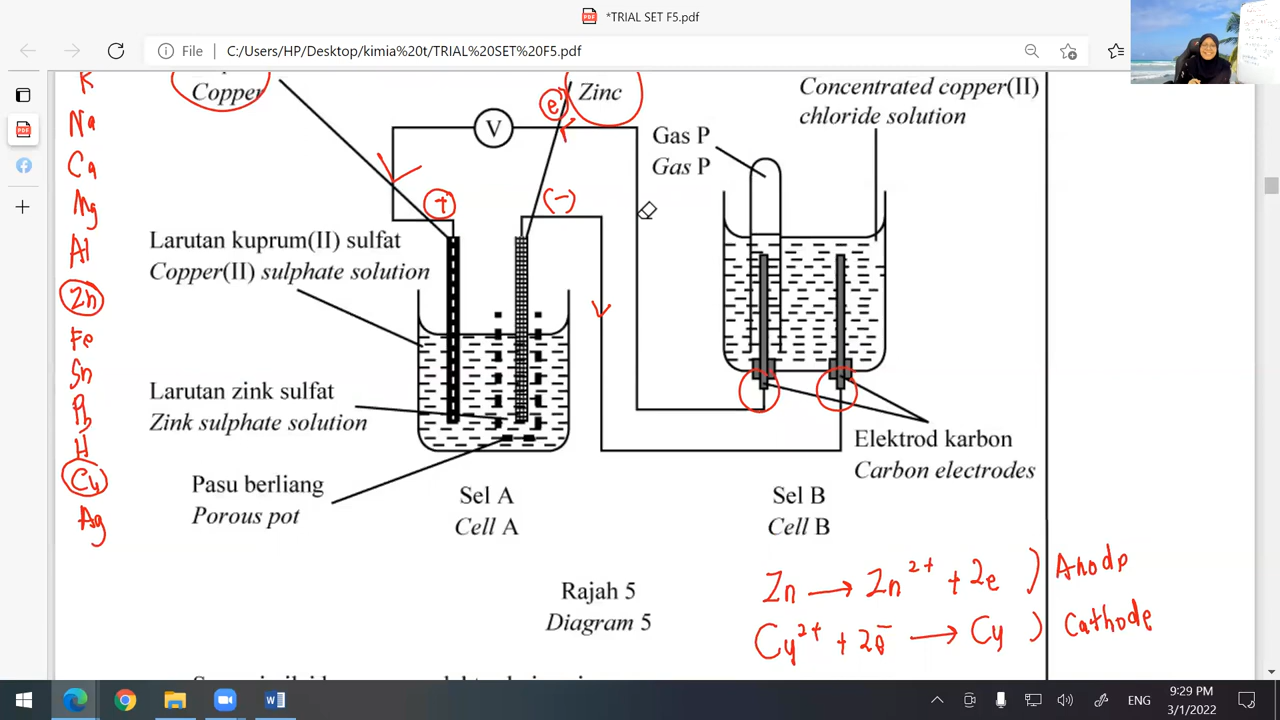 *TRIAL SET F5.pdf
File
C:/Users/HP/Desktop/kimia%20t/TRIAL%20SET%20F5.pdf
K
Na
Ca
Mg
Al
Zn
Fe
Sn
Pb
H
Cu
Ag
Copper
e
Zinc
V
(+)
(-)
Larutan kuprum(II) sulfat
Copper(II) sulphate solution
Larutan zink sulfat
Zink sulphate solution
Pasu berliang
Porous pot
Sel A
Cell A
Gas P
Gas P
Concentrated copper(II)
chloride solution
Elektrod karbon
Carbon electrodes
Sel B
Cell B
Rajah 5
Diagram 5
Zn → Zn²⁺ + 2e ) Anode
Cu²⁺ + 2e⁻ → Cu ) Cathode
ENG
9:29 PM
3/1/2022